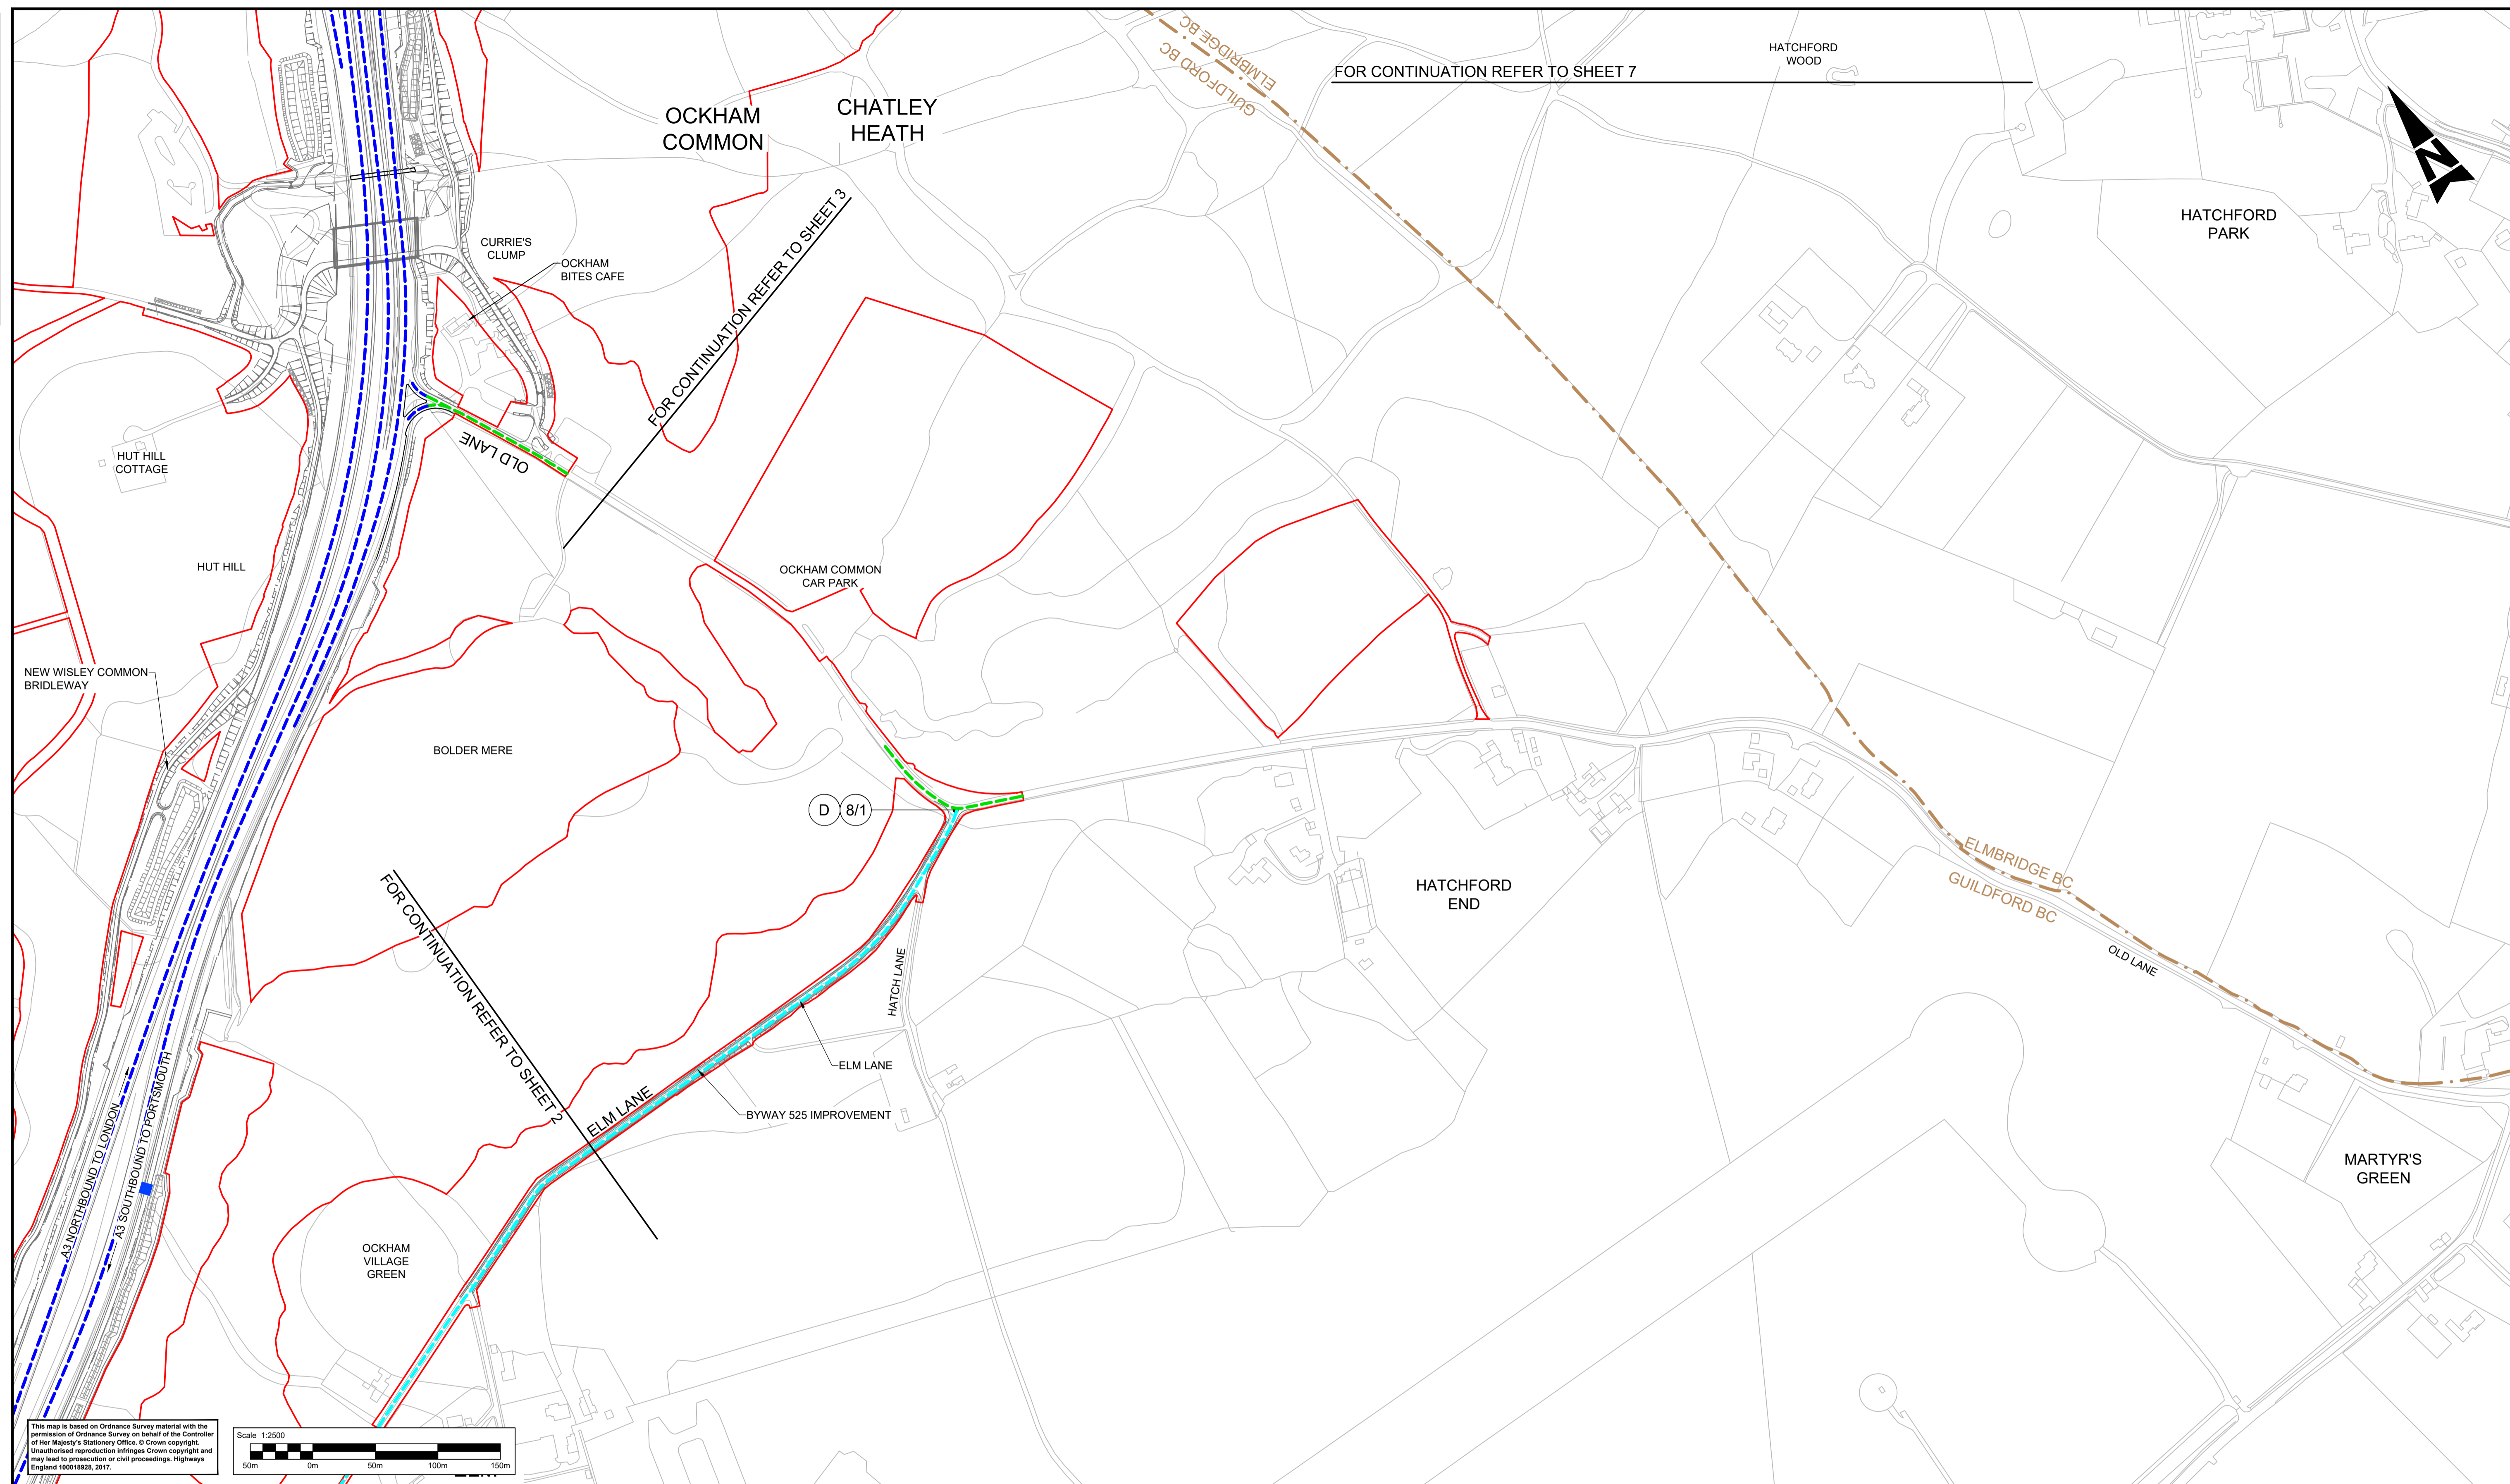 ELMBRIDGE BC
GUILDFORD BC
HATCHFORD
WOOD
FOR CONTINUATION REFER TO SHEET 7
OCKHAM
COMMON
CHATLEY
HEATH
N
HATCHFORD
PARK
CURRIE'S
CLUMP
OCKHAM
BITES CAFE
FOR CONTINUATION REFER TO SHEET 3
OLD LANE
HUT HILL
COTTAGE
HUT HILL
OCKHAM COMMON
CAR PARK
NEW WISLEY COMMON
BRIDLEWAY
BOLDER MERE
D 8/1
ELMBRIDGE BC
GUILDFORD BC
HATCHFORD
END
OLD LANE
FOR CONTINUATION REFER TO SHEET 2
HATCH LANE
ELM LANE
ELM LANE
BYWAY 525 IMPROVEMENT
A3 NORTHBOUND TO LONDON
A3 SOUTHBOUND TO PORTSMOUTH
MARTYR'S
GREEN
OCKHAM
VILLAGE
GREEN
This map is based on Ordnance Survey material with the
permission of Ordnance Survey on behalf of the Controller
of Her Majesty's Stationery Office. © Crown copyright.
Unauthorised reproduction infringes Crown copyright and
may lead to prosecution or civil proceedings. Highways
England 100018928, 2017.
Scale 1:2500
50m 0m 50m 100m 150m